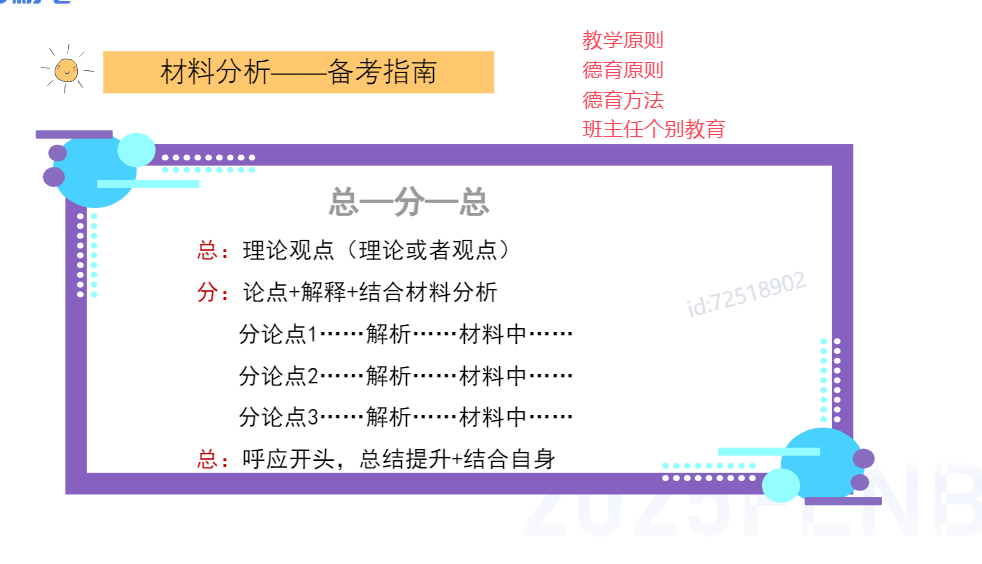 材料分析——备考指南
教学原则
德育原则
德育方法
班主任个别教育
总—分—总
总：理论观点（理论或者观点）
分：论点+解释+结合材料分析
分论点1……解析……材料中……
分论点2……解析……材料中……
分论点3……解析……材料中……
总：呼应开头，总结提升+结合自身
id:72518902
2025FENB